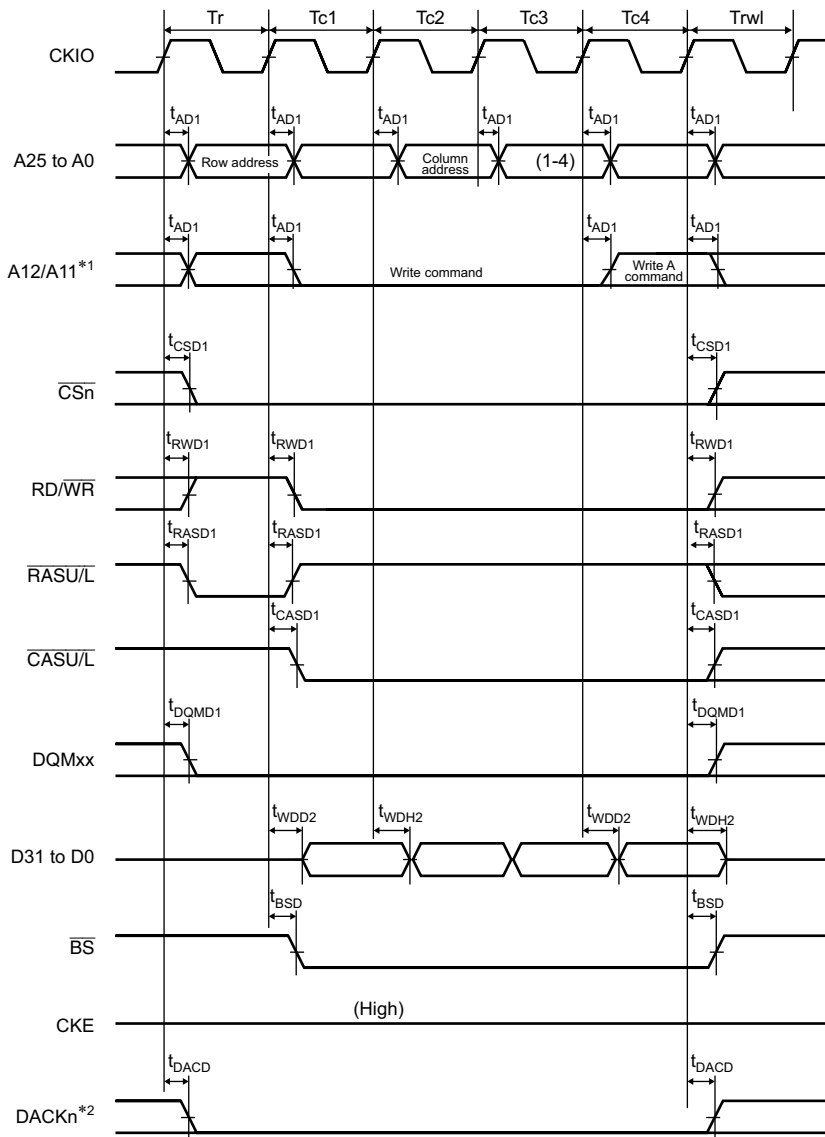 Tr Tc1 Tc2 Tc3 Tc4 Trwl
CKIO
tAD1 tAD1 tAD1 tAD1 tAD1 tAD1
A25 to A0 Row address Column address (1-4)
tAD1 tAD1 tAD1 tAD1
A12/A11*1 Write command Write A command
tCSD1 tCSD1
CSn
tRWD1 tRWD1 tRWD1
RD/WR
tRASD1 tRASD1 tRASD1
RASU/L
tCASD1 tCASD1
CASU/L
tDQMD1 tDQMD1
DQMxx
tWDD2 tWDH2 tWDD2 tWDH2
D31 to D0
tBSD tBSD
BS
(High)
CKE
tDACD tDACD
DACKn*2